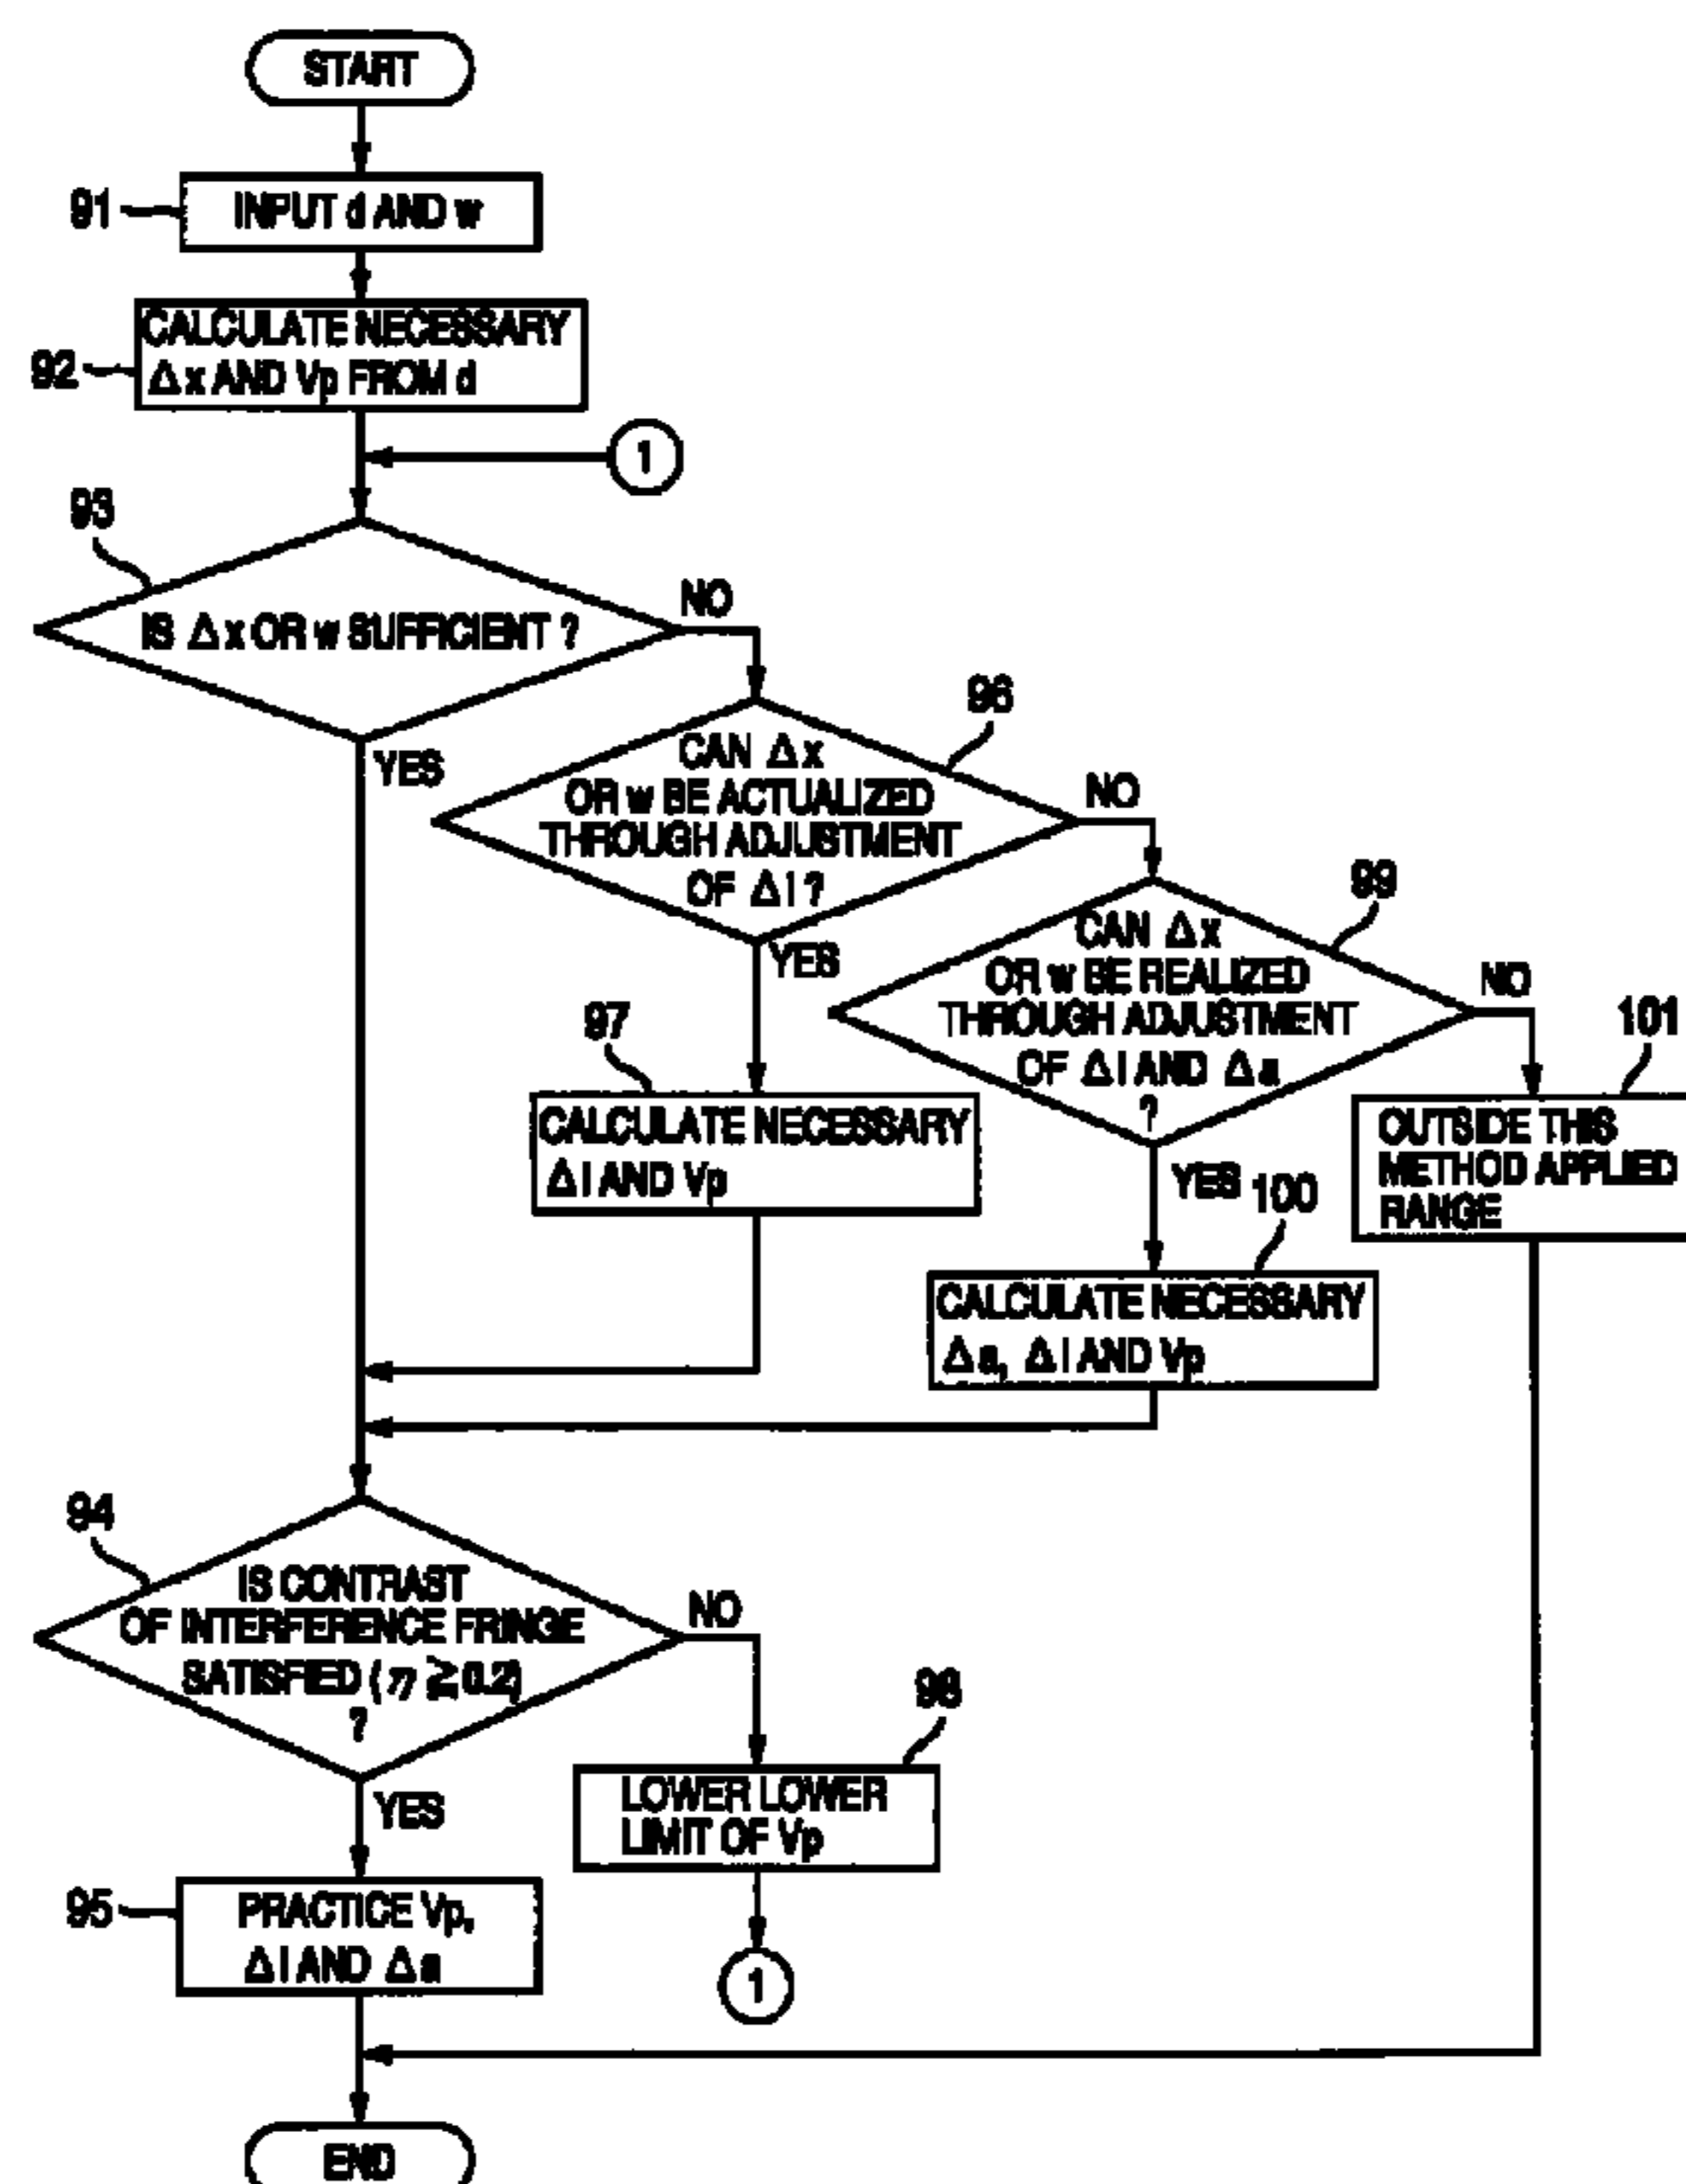 START
91
INPUT d AND w
92
CALCULATE NECESSARY
Δx AND Vp FROM d
1
93
IS Δx OR w SUFFICIENT ?
NO
YES
96
CAN Δx
OR w BE ACTUALIZED
THROUGH ADJUSTMENT
OF Δl ?
NO
YES
99
CAN Δx
OR w BE REALIZED
THROUGH ADJUSTMENT
OF Δl AND Δa
?
NO
YES
97
CALCULATE NECESSARY
Δl AND Vp
101
OUTSIDE THIS
METHOD APPLIED
RANGE
100
CALCULATE NECESSARY
Δa, Δl AND Vp
94
IS CONTRAST
OF INTERFERENCE FRINGE
SATISFIED (η ≧ 0.2)
?
NO
YES
98
LOWER LOWER
LIMIT OF Vp
1
95
PRACTICE Vp,
Δl AND Δa
END